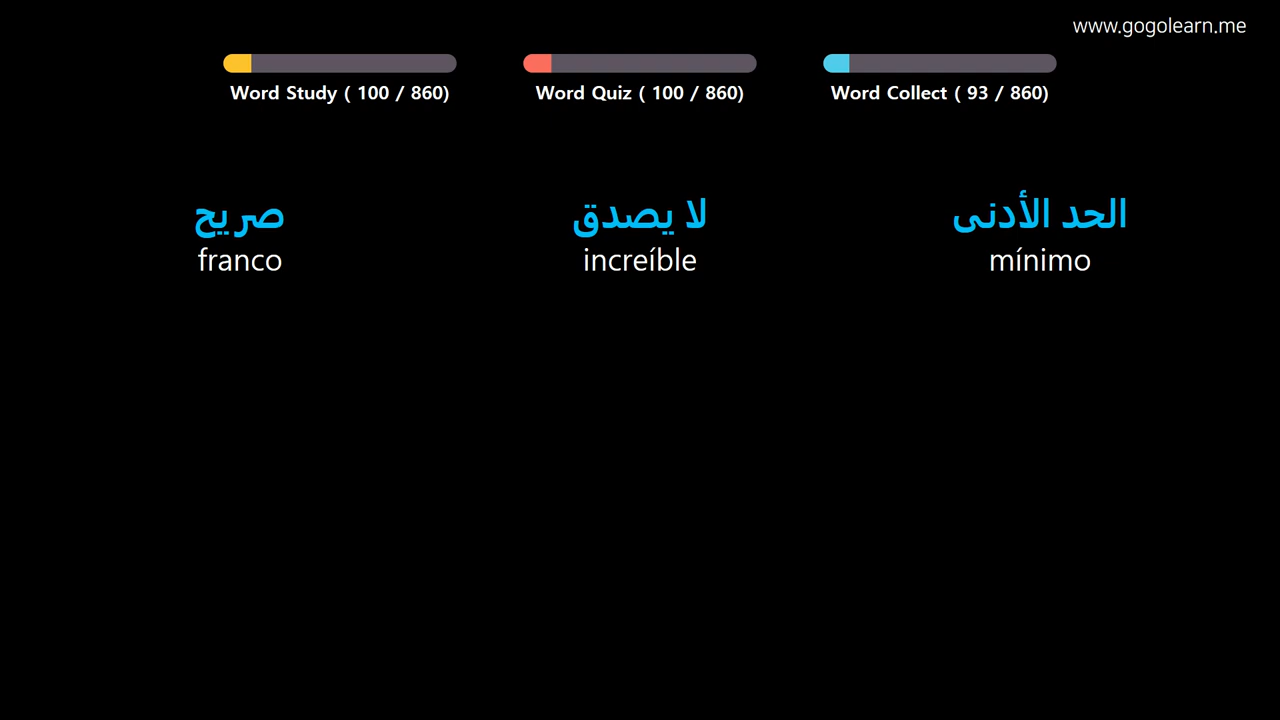 www.gogolearn.me
Word Study ( 100 / 860)
Word Quiz ( 100 / 860)
Word Collect ( 93 / 860)
صريح
franco
لا يصدق
increíble
الحد الأدنى
mínimo